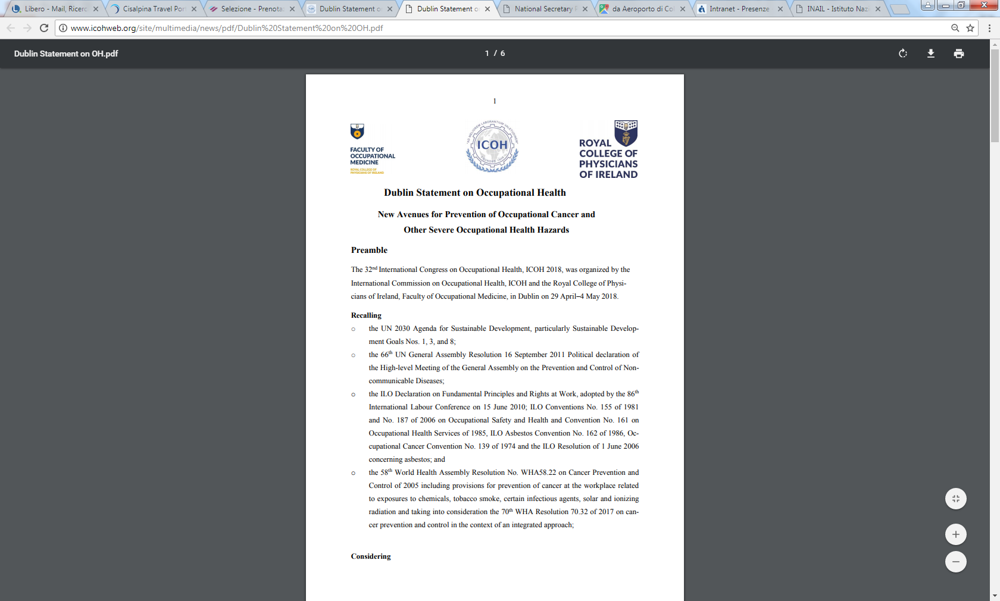 Libero - Mail, Ricerc
Cisalpina Travel Por
Selezione - Prenota
Dublin Statement o
Dublin Statement o
National Secretary
da Aeroporto di Co
Intranet - Presenze
INAIL - Istituto Naz
www.icohweb.org/site/multimedia/news/pdf/Dublin%20Statement%20on%20OH.pdf
Dublin Statement on OH.pdf
1 / 6
1
FACULTY OF
OCCUPATIONAL
MEDICINE
ROYAL COLLEGE OF
PHYSICIANS OF IRELAND
AD MELIOREM LABORANTIUM VALETUDINEM
ICOH
FOUNDED 1906
ROYAL
COLLEGE OF
PHYSICIANS
OF IRELAND
Dublin Statement on Occupational Health
New Avenues for Prevention of Occupational Cancer and
Other Severe Occupational Health Hazards
Preamble
The 32nd International Congress on Occupational Health, ICOH 2018, was organized by the
International Commission on Occupational Health, ICOH and the Royal College of Physi-
cians of Ireland, Faculty of Occupational Medicine, in Dublin on 29 April–4 May 2018.
Recalling
o the UN 2030 Agenda for Sustainable Development, particularly Sustainable Develop-
ment Goals Nos. 1, 3, and 8;
o the 66th UN General Assembly Resolution 16 September 2011 Political declaration of
the High-level Meeting of the General Assembly on the Prevention and Control of Non-
communicable Diseases;
o the ILO Declaration on Fundamental Principles and Rights at Work, adopted by the 86th
International Labour Conference on 15 June 2010; ILO Conventions No. 155 of 1981
and No. 187 of 2006 on Occupational Safety and Health and Convention No. 161 on
Occupational Health Services of 1985, ILO Asbestos Convention No. 162 of 1986, Oc-
cupational Cancer Convention No. 139 of 1974 and the ILO Resolution of 1 June 2006
concerning asbestos; and
o the 58th World Health Assembly Resolution No. WHA58.22 on Cancer Prevention and
Control of 2005 including provisions for prevention of cancer at the workplace related
to exposures to chemicals, tobacco smoke, certain infectious agents, solar and ionizing
radiation and taking into consideration the 70th WHA Resolution 70.32 of 2017 on can-
cer prevention and control in the context of an integrated approach;
Considering